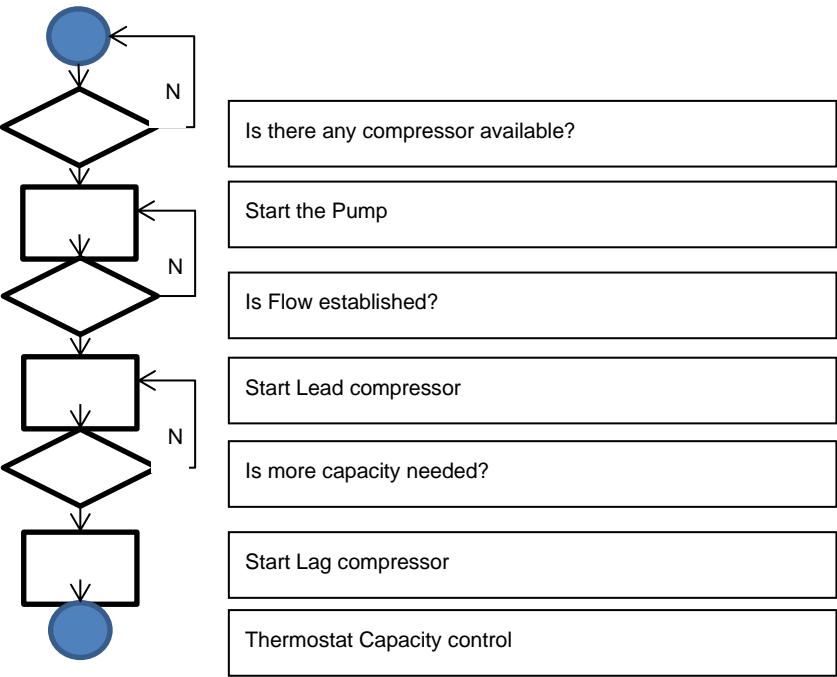 N
Is there any compressor available?
Start the Pump
N
Is Flow established?
Start Lead compressor
N
Is more capacity needed?
Start Lag compressor
Thermostat Capacity control